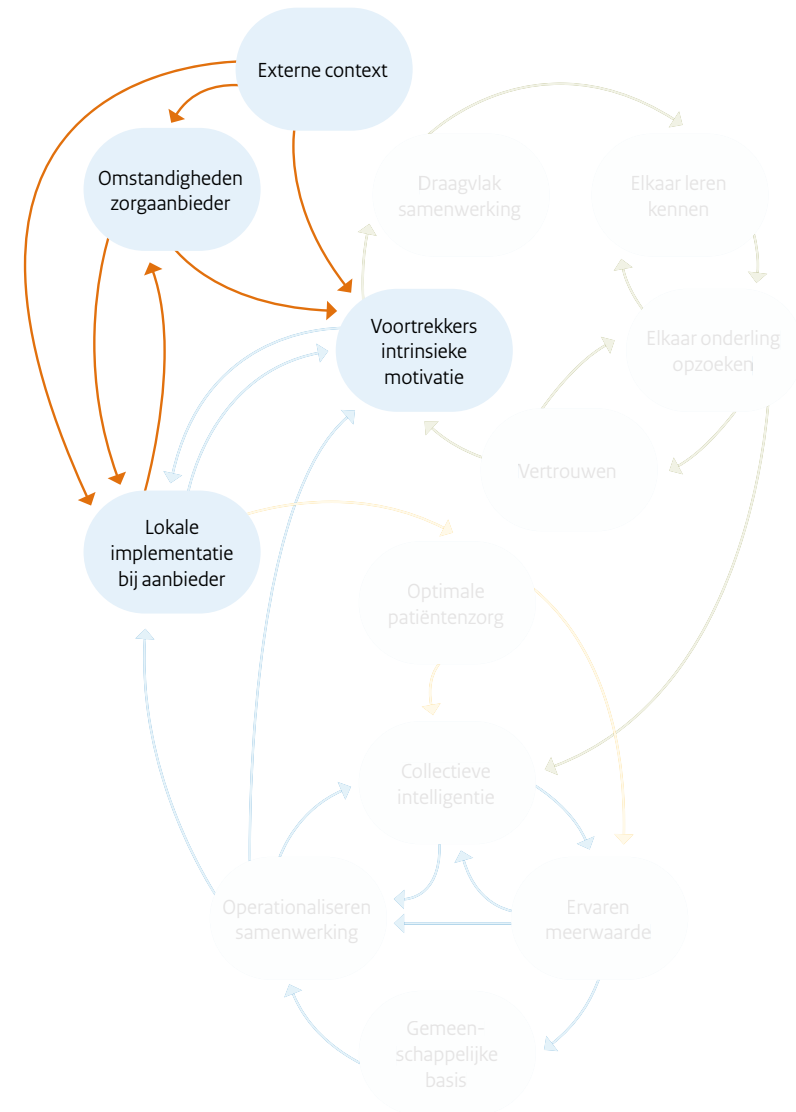 Externe context
Omstandigheden
zorgaanbieder
Draagvlak
samenwerking
Elkaar leren
kennen
Voortrekkers
intrinsieke
motivatie
Elkaar onderling
opzoeken
Vertrouwen
Lokale
implementatie
bij aanbieder
Optimale
patiëntenzorg
Collectieve
intelligentie
Operationaliseren
samenwerking
Ervaren
meerwaarde
Gemeen-
schappelijke
basis